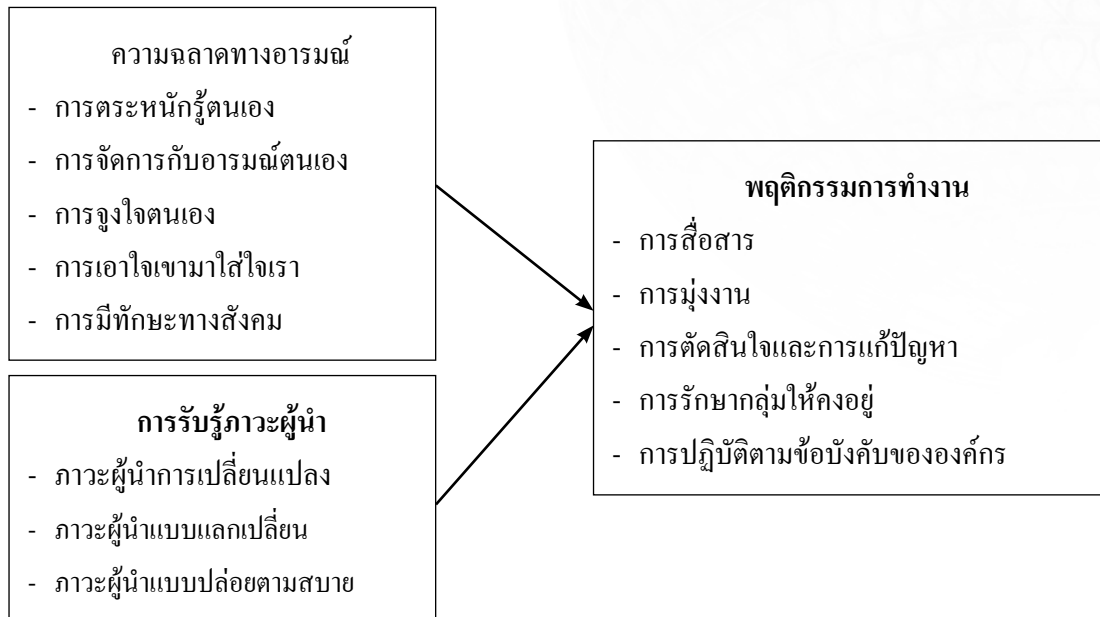 ความฉลาดทางอารมณ์
- การตระหนักรู้ตนเอง
- การจัดการกับอารมณ์ตนเอง
- การจูงใจตนเอง
- การเอาใจเขามาใส่ใจเรา
- การมีทักษะทางสังคม
การรับรู้ภาวะผู้นำ
- ภาวะผู้นำการเปลี่ยนแปลง
- ภาวะผู้นำแบบแลกเปลี่ยน
- ภาวะผู้นำแบบปล่อยตามสบาย
พฤติกรรมการทำงาน
- การสื่อสาร
- การมุ่งงาน
- การตัดสินใจและการแก้ปัญหา
- การรักษากลุ่มให้คงอยู่
- การปฏิบัติตามข้อบังคับขององค์กร